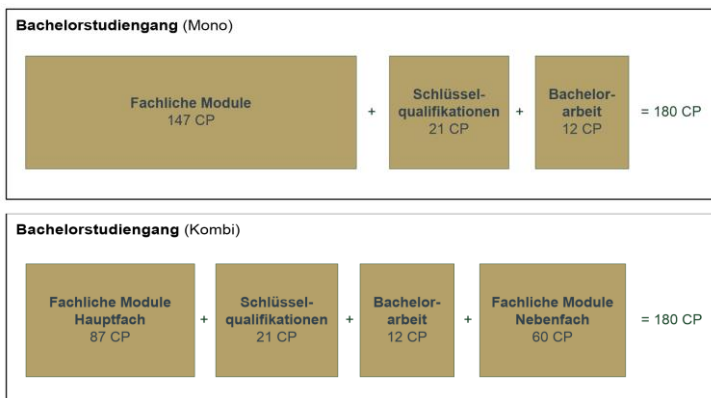 Bachelorstudiengang (Mono)
Fachliche Module
147 CP
+
Schlüssel-
qualifikationen
21 CP
+
Bachelor-
arbeit
12 CP
= 180 CP
Bachelorstudiengang (Kombi)
Fachliche Module
Hauptfach
87 CP
+
Schlüssel-
qualifikationen
21 CP
+
Bachelor-
arbeit
12 CP
+
Fachliche Module
Nebenfach
60 CP
= 180 CP